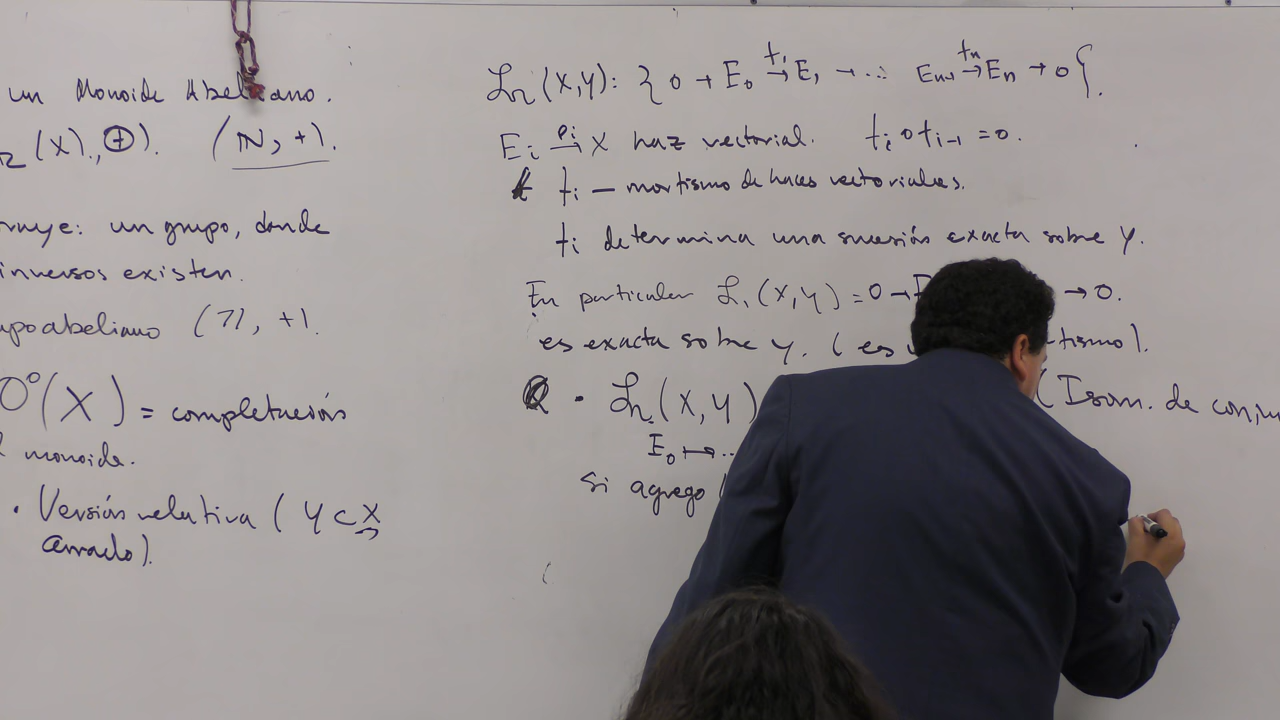 un Monoide Abeliano.
(X), ⊕). (ℕ, +).
ruye: un grupo, donde
inversos existen.
upo abeliano (ℤ, +).
0⁰(X) = completación
monoide.
· Versión relativa ( Y ⊂ X
cerrado).
ℒₙ(X,Y): { 0 → E₀ →^{f₁} E₁ → ... Eₙ₋₁ →^{fₙ} Eₙ → 0 }.
Eᵢ →^{pᵢ} X haz vectorial. fᵢ ∘ fᵢ₋₁ = 0.
fᵢ — morfismo de haces vectoriales.
fᵢ determina una sucesión exacta sobre Y.
En particular ℒ₁(X,Y) = 0 → → 0.
es exacta sobre Y. ( es tismo).
· ℒₙ(X,Y) ( Isom. de conju
E₀ ↦ ..
Si agrego (